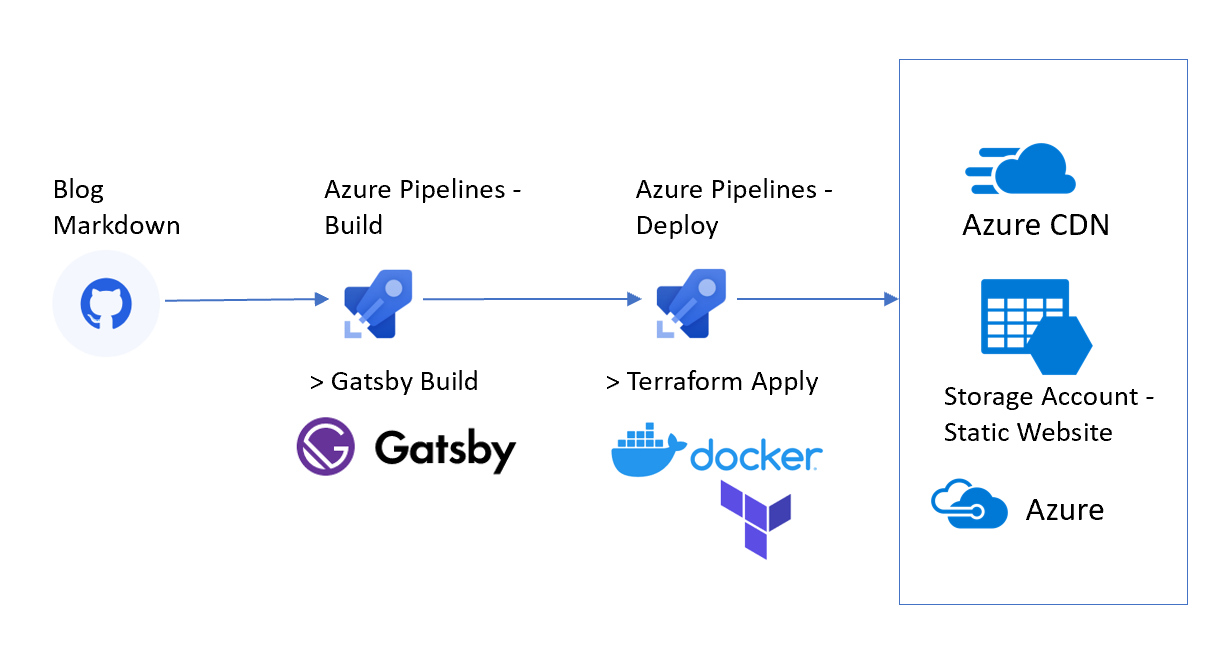 Blog
Markdown
Azure Pipelines -
Build
Azure Pipelines -
Deploy
Azure CDN
> Gatsby Build
> Terraform Apply
Storage Account -
Static Website
Gatsby
docker
Azure